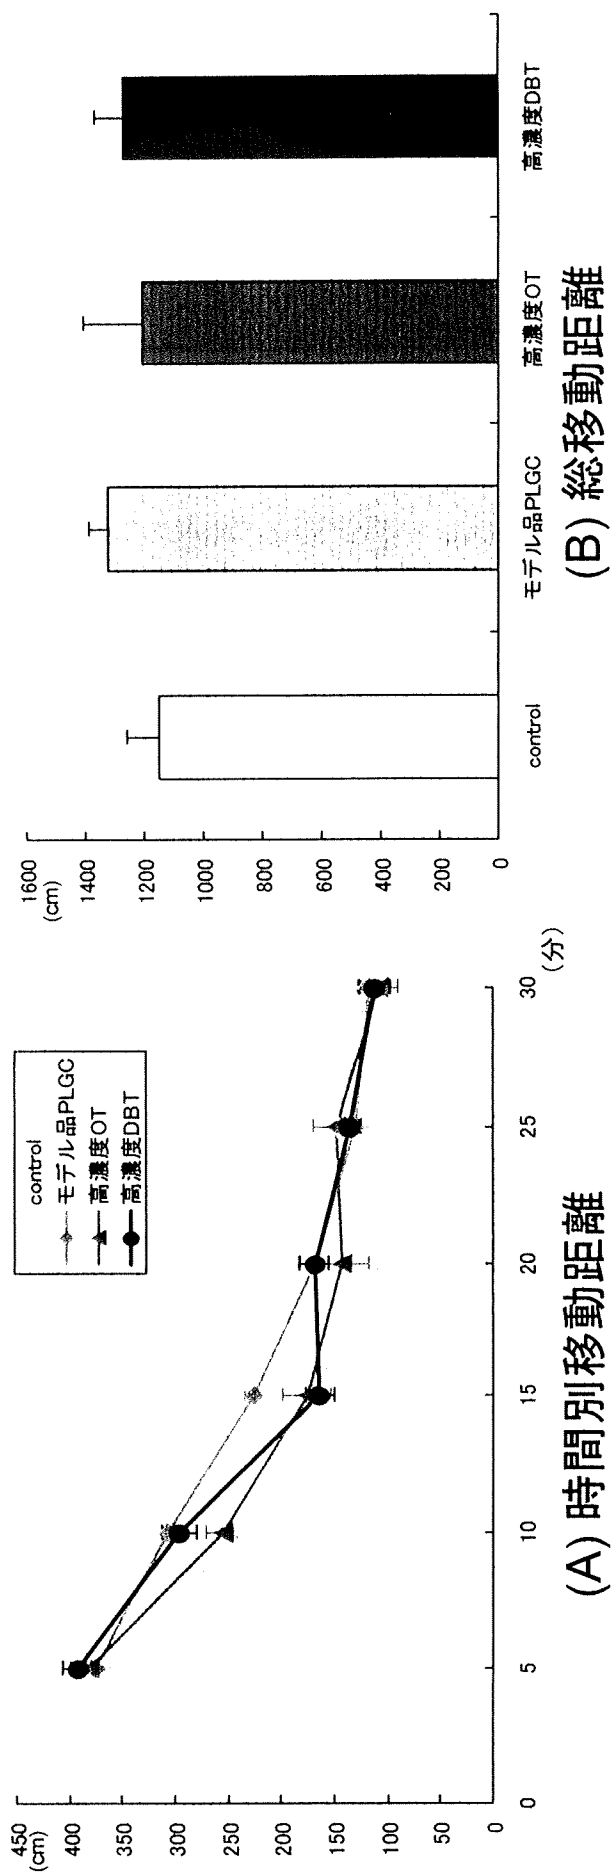 450
(cm)
400
350
300
250
200
150
100
50
0
0
5
10
15
20
25
30
(分)
control
モデル品PLGC
高濃度OT
高濃度DBT
(A) 時間別移動距離
1600
(cm)
1400
1200
1000
800
600
400
200
0
control
モデル品PLGC
高濃度OT
高濃度DBT
(B) 総移動距離